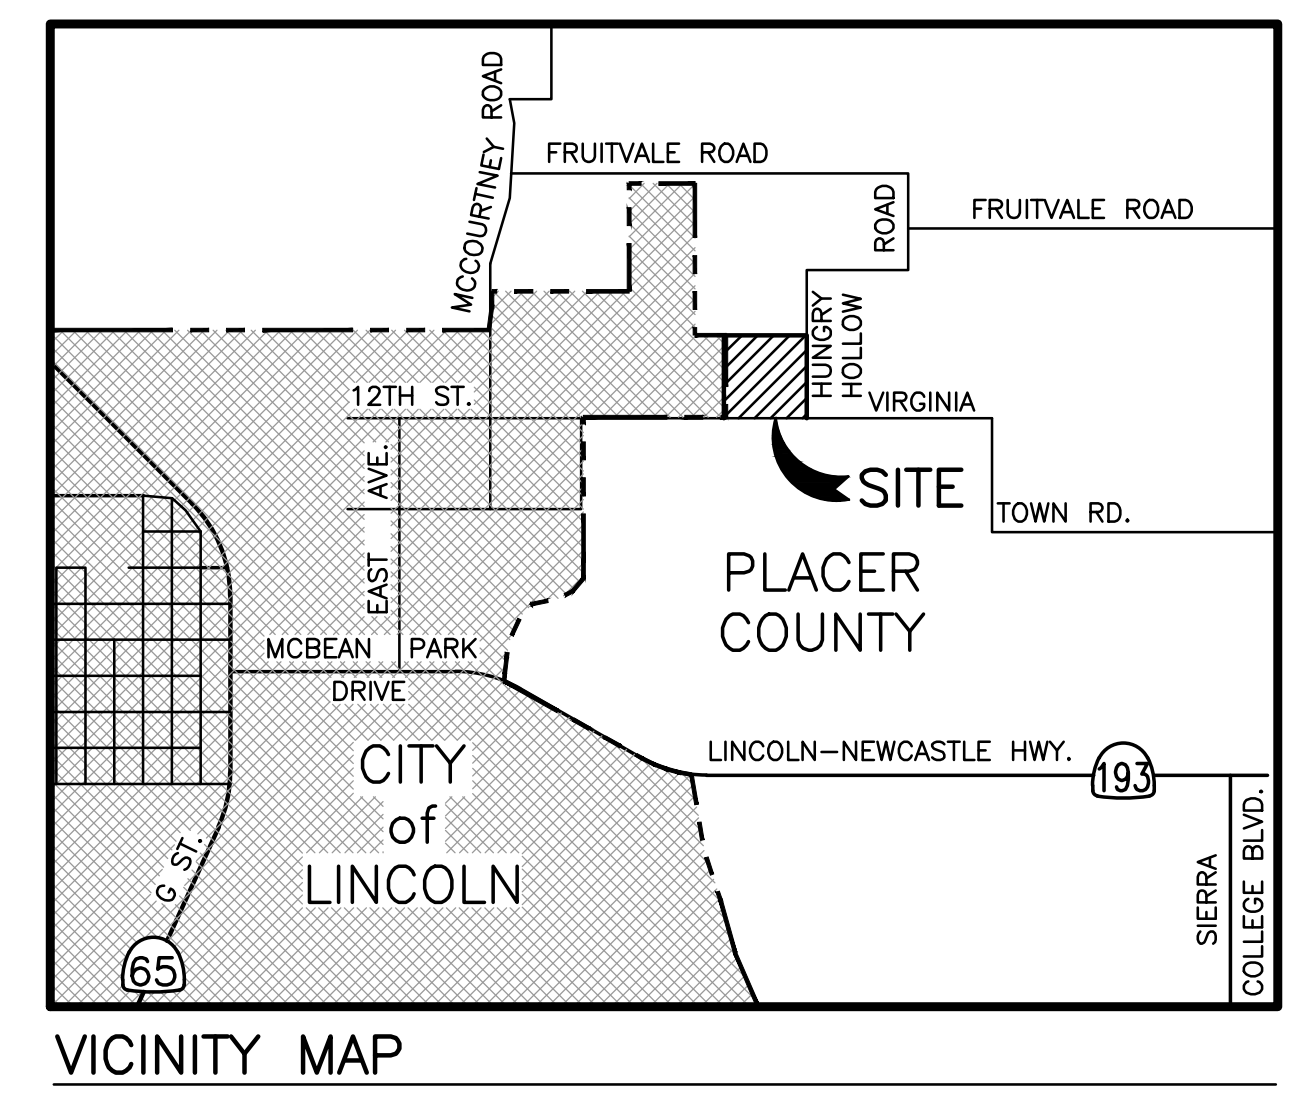 MCCOURTNEY ROAD
FRUITVALE ROAD
ROAD
FRUITVALE ROAD
HUNGRY
HOLLOW
12TH ST.
VIRGINIA
EAST AVE.
SITE
TOWN RD.
PLACER
COUNTY
MCBEAN PARK
DRIVE
LINCOLN-NEWCASTLE HWY.
193
CITY
of
LINCOLN
G ST.
65
SIERRA
COLLEGE BLVD.
VICINITY MAP